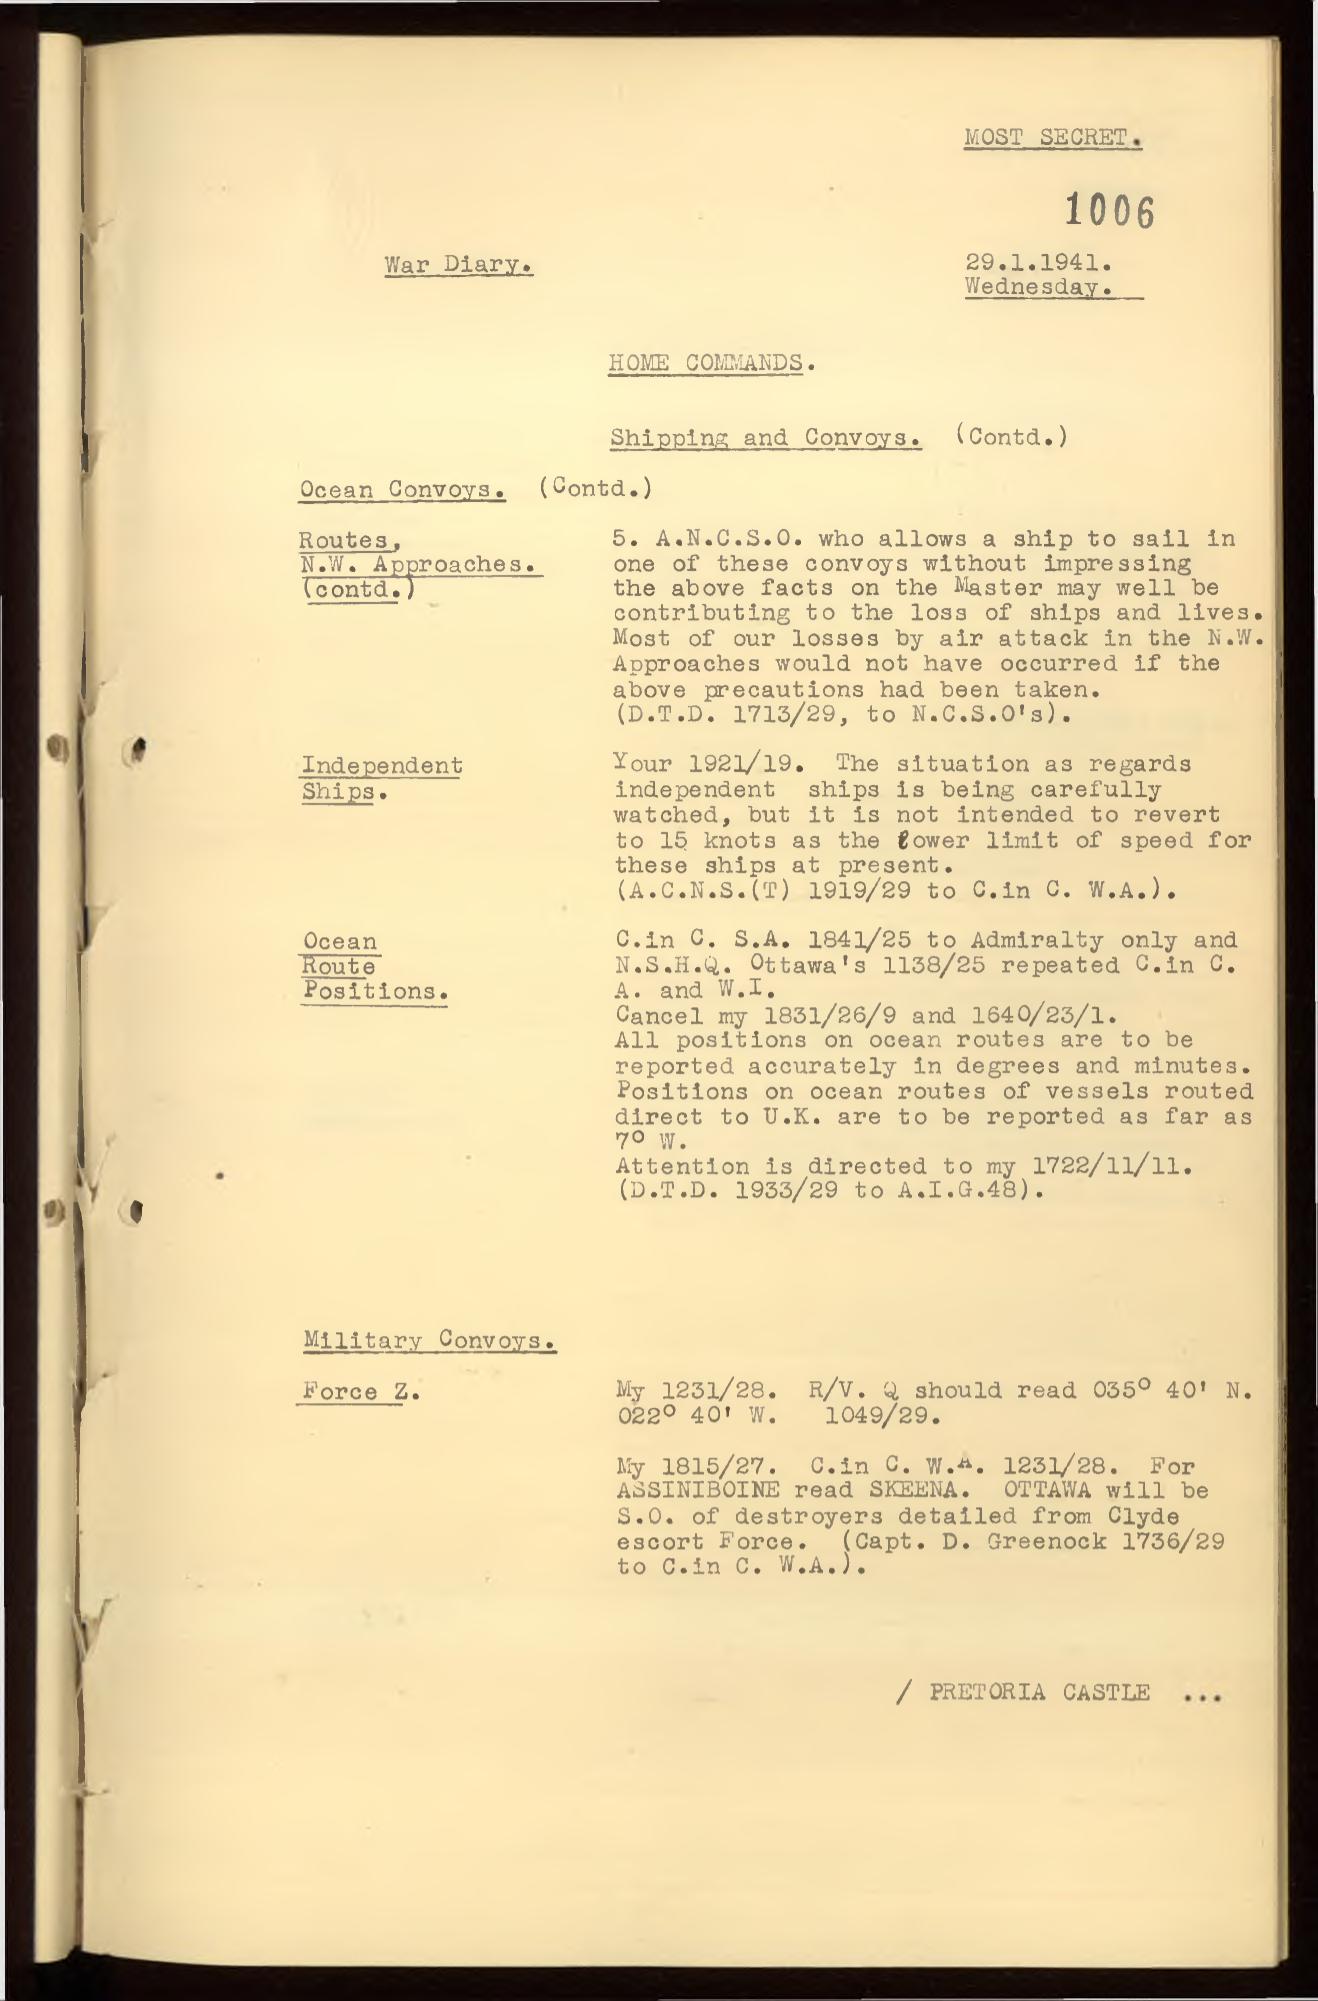 MOST SECRET.
1006
War Diary.
29.1.1941.
Wednesday.
HOME COMMANDS.
Shipping and Convoys. (Contd.)
Ocean Convoys. (Contd.)
Routes,
N.W. Approaches.
(contd.)
5. A.N.C.S.O. who allows a ship to sail in
one of these convoys without impressing
the above facts on the Master may well be
contributing to the loss of ships and lives.
Most of our losses by air attack in the N.W.
Approaches would not have occurred if the
above precautions had been taken.
(D.T.D. 1713/29, to N.C.S.O's).
Independent
Ships.
Your 1921/19. The situation as regards
independent ships is being carefully
watched, but it is not intended to revert
to 15 knots as the lower limit of speed for
these ships at present.
(A.C.N.S.(T) 1919/29 to C.in C. W.A.).
Ocean
Route
Positions.
C.in C. S.A. 1841/25 to Admiralty only and
N.S.H.Q. Ottawa's 1138/25 repeated C.in C.
A. and W.I.
Cancel my 1831/26/9 and 1640/23/1.
All positions on ocean routes are to be
reported accurately in degrees and minutes.
Positions on ocean routes of vessels routed
direct to U.K. are to be reported as far as
7° W.
Attention is directed to my 1722/11/11.
(D.T.D. 1933/29 to A.I.G.48).
Military Convoys.
Force Z.
My 1231/28. R/V. Q should read 035° 40' N.
022° 40' W. 1049/29.
My 1815/27. C.in C. W.A. 1231/28. For
ASSINIBOINE read SKEENA. OTTAWA will be
S.O. of destroyers detailed from Clyde
escort Force. (Capt. D. Greenock 1736/29
to C.in C. W.A.).
/ PRETORIA CASTLE ...